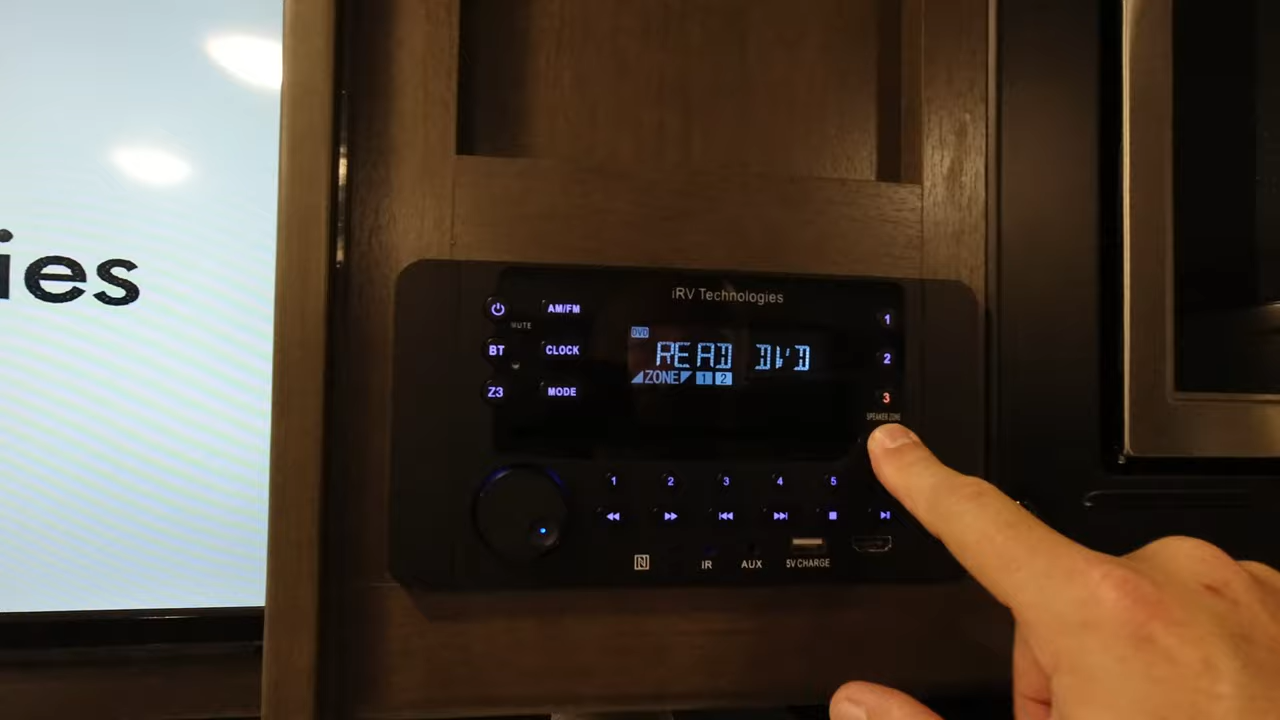 ies
iRV Technologies
AM/FM
MUTE
BT
CLOCK
Z3
MODE
DVD
READ DVD
ZONE 1 2
1
2
3
SPEAKER ZONE
1 2 3 4 5
IR
AUX
5V CHARGE